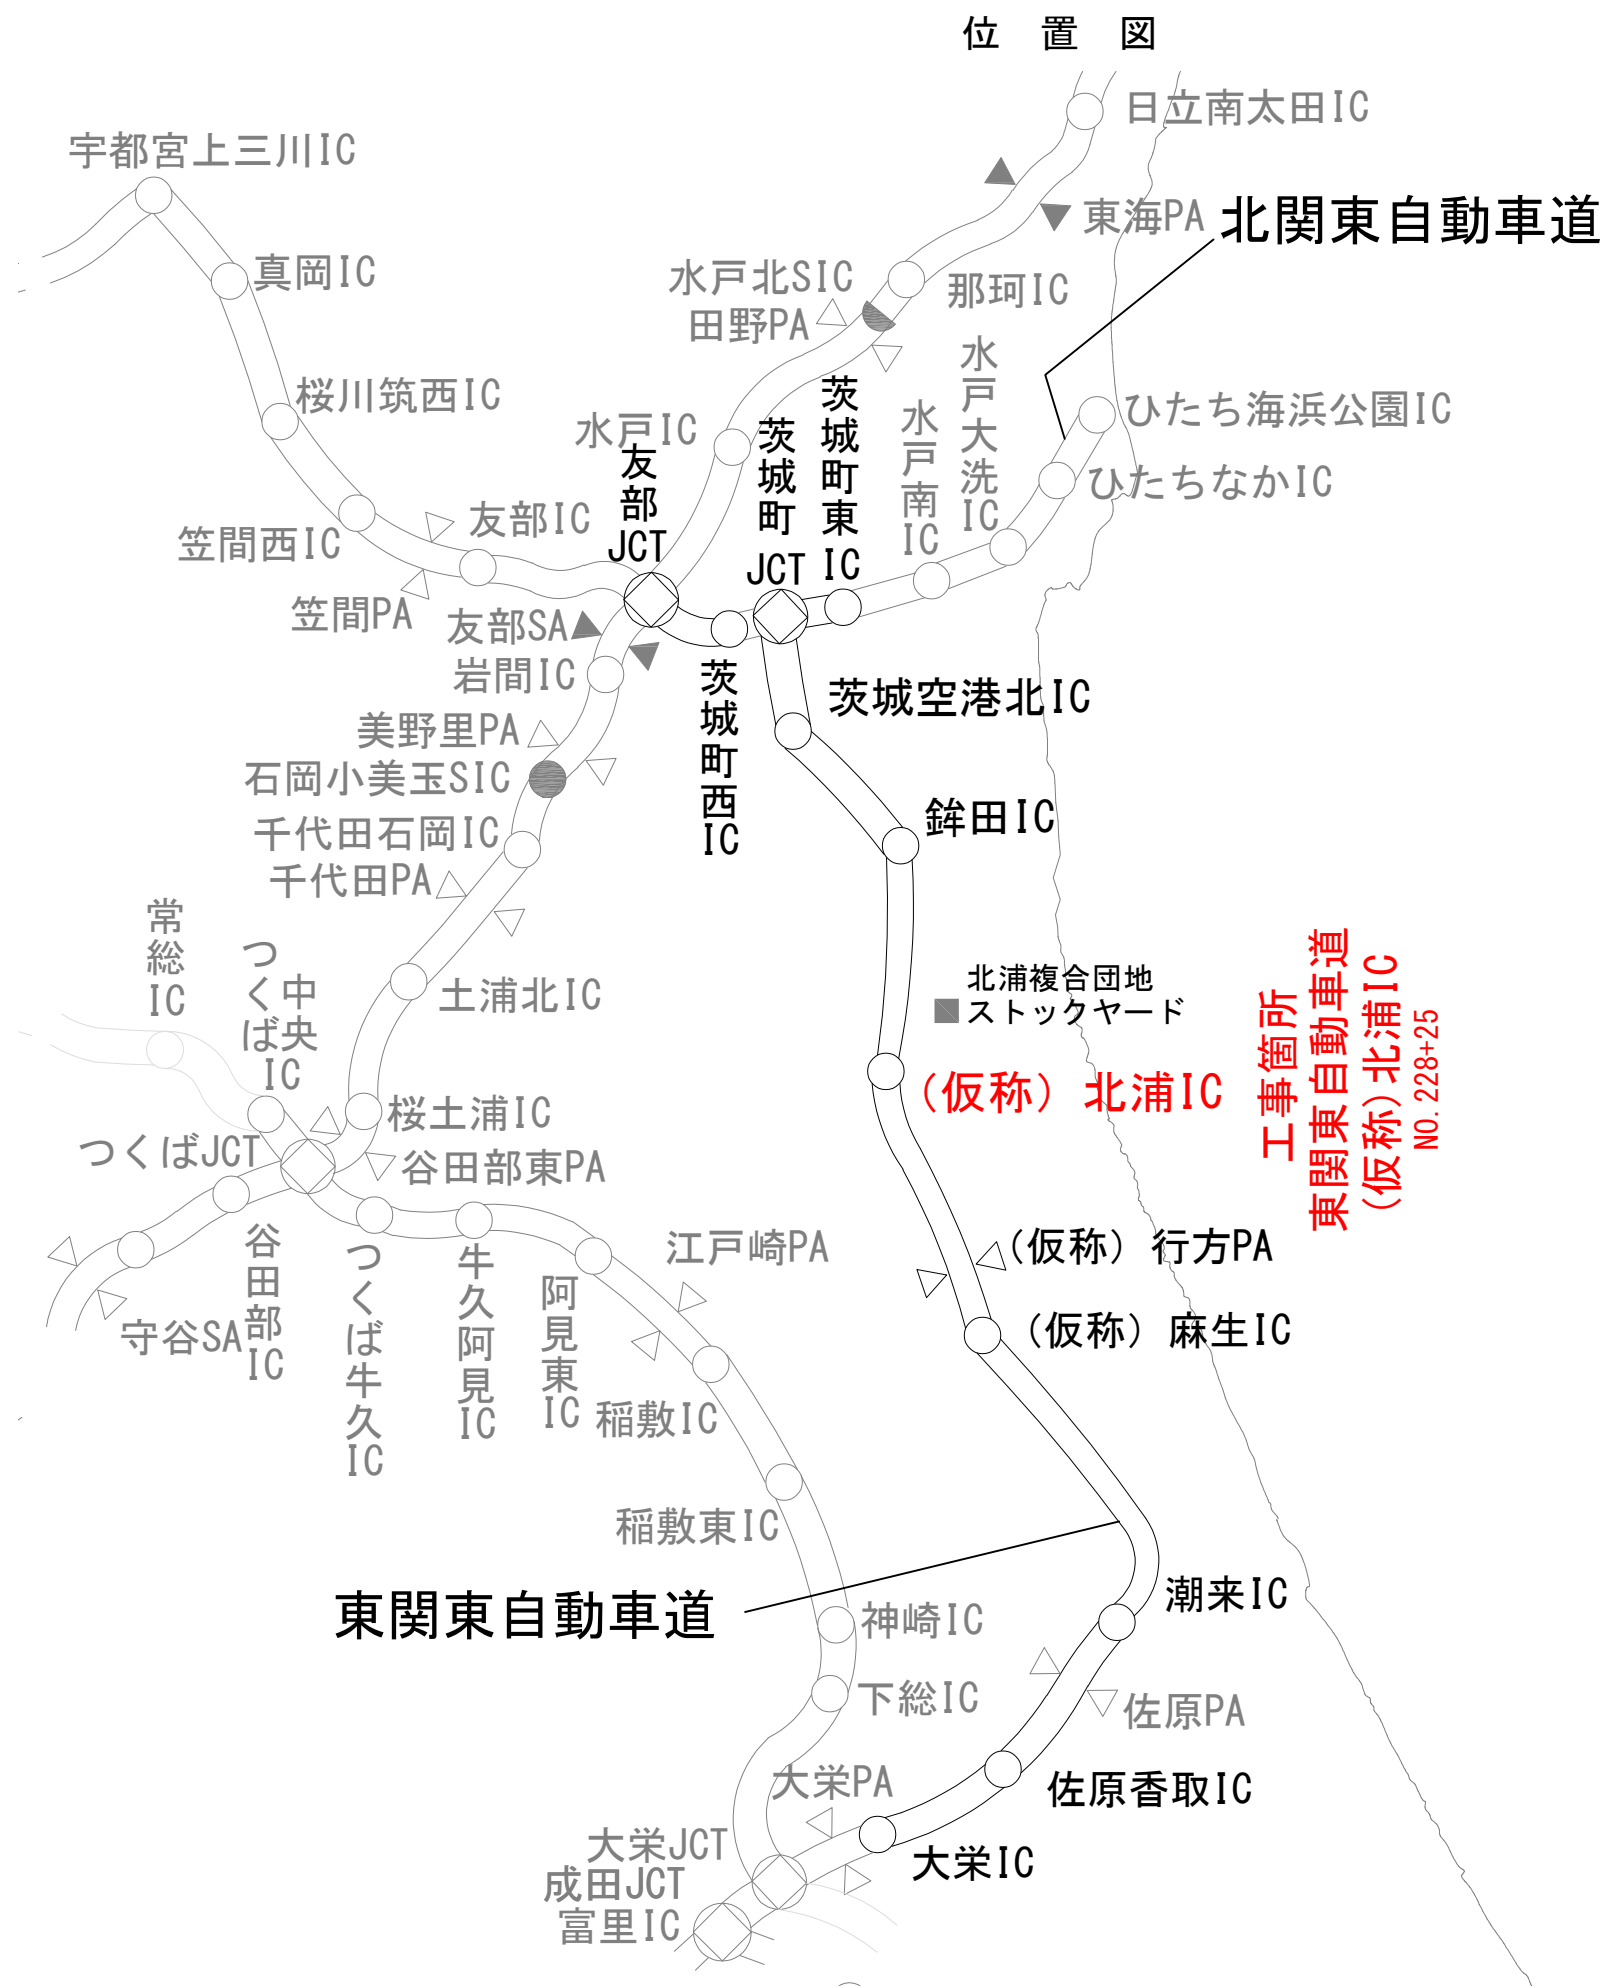 位　置　図
日立南太田IC
宇都宮上三川IC
東海PA
北関東自動車道
真岡IC
水戸北SIC
那珂IC
田野PA
水戸大洗IC
茨城町東IC
桜川筑西IC
水戸南IC
ひたち海浜公園IC
水戸IC
茨城町JCT
友部JCT
ひたちなかIC
友部IC
笠間西IC
笠間PA
友部SA
岩間IC
茨城町西IC
茨城空港北IC
美野里PA
石岡小美玉SIC
鉾田IC
千代田石岡IC
千代田PA
常総IC
つくば中央IC
土浦北IC
北浦複合団地
ストックヤード
工事箇所
東関東自動車道
(仮称)北浦IC
NO.228+25
(仮称)北浦IC
桜土浦IC
つくばJCT
谷田部東PA
谷田部IC
つくば牛久IC
牛久阿見IC
阿見東IC
江戸崎PA
(仮称)行方PA
守谷SA
(仮称)麻生IC
稲敷IC
稲敷東IC
東関東自動車道
神崎IC
潮来IC
下総IC
佐原PA
大栄PA
佐原香取IC
大栄JCT
大栄IC
成田JCT
富里IC